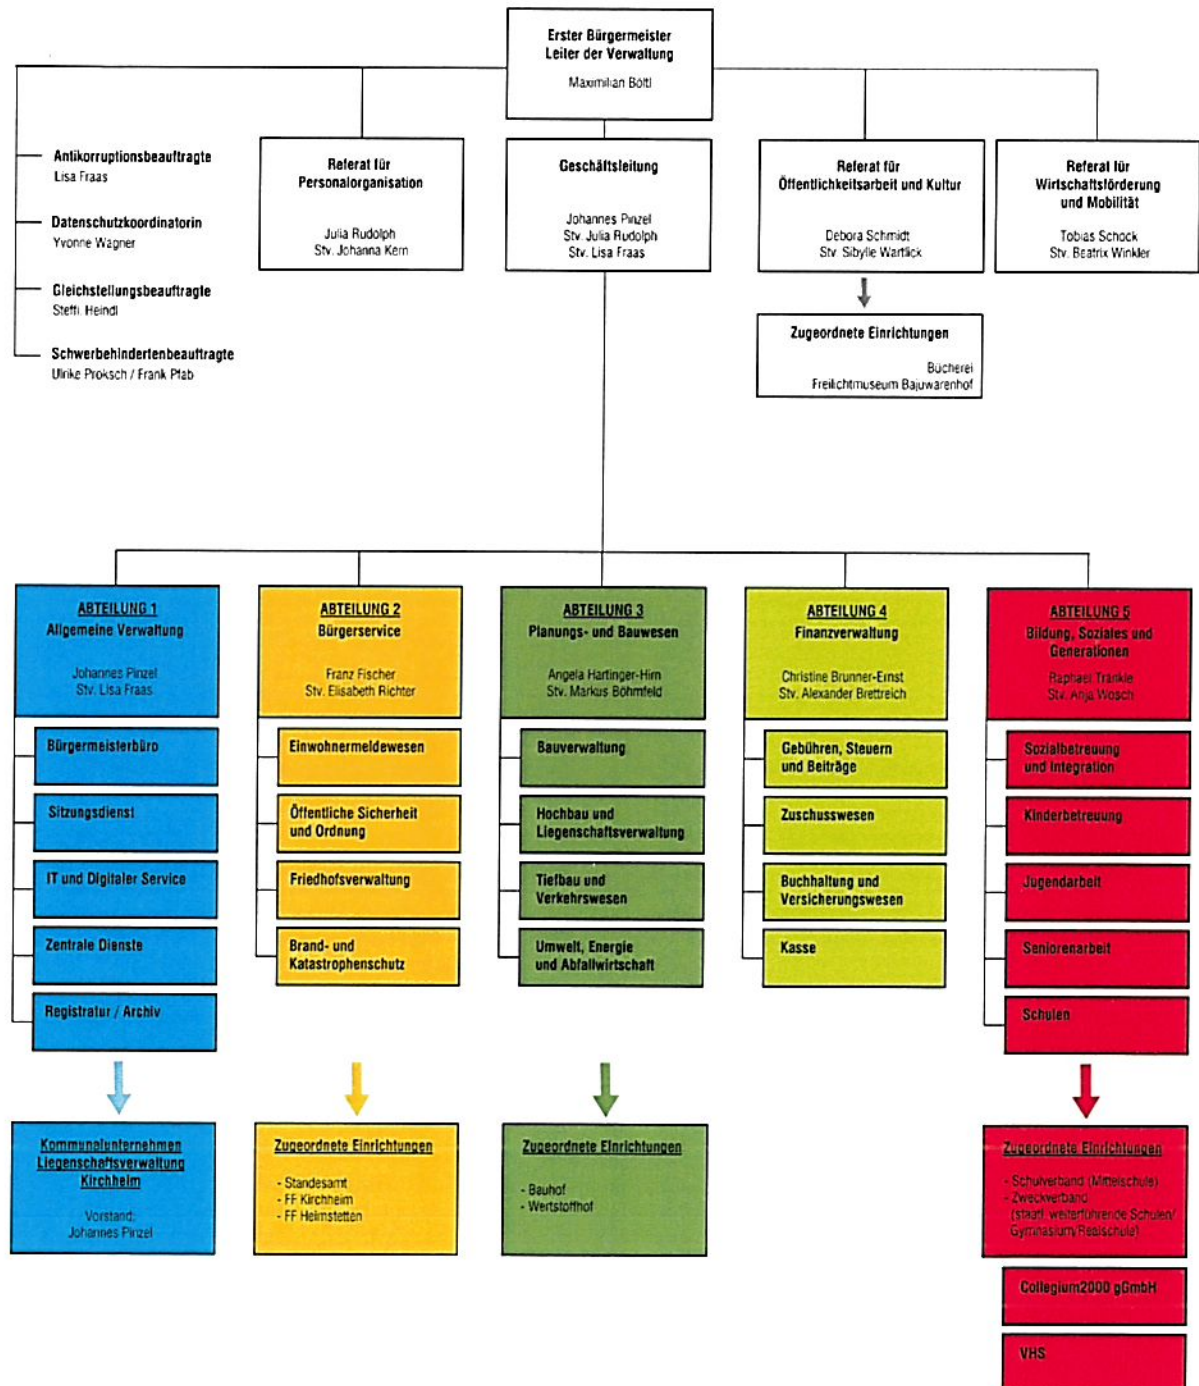 Erster Bürgermeister
Leiter der Verwaltung
Maximilian Böltl
Antikorruptionsbeauftragte
Lisa Fraas
Datenschutzkoordinatorin
Yvonne Wagner
Gleichstellungsbeauftragte
Steffi. Heindl
Schwerbehindertenbeauftragte
Ulrike Proksch / Frank Pfab
Referat für
Personalorganisation
Julia Rudolph
Stv. Johanna Kern
Geschäftsleitung
Johannes Pinzel
Stv. Julia Rudolph
Stv. Lisa Fraas
Referat für
Öffentlichkeitsarbeit und Kultur
Debora Schmidt
Stv. Sibylle Wartlick
Zugeordnete Einrichtungen
Bücherei
Freilichtmuseum Bajuwarenhof
Referat für
Wirtschaftsförderung
und Mobilität
Tobias Schock
Stv. Beatrix Winkler
ABTEILUNG 1
Allgemeine Verwaltung
Johannes Pinzel
Stv. Lisa Fraas
Bürgermeisterbüro
Sitzungsdienst
IT und Digitaler Service
Zentrale Dienste
Registratur / Archiv
Kommunalunternehmen
Liegenschaftsverwaltung
Kirchheim
Vorstand:
Johannes Pinzel
ABTEILUNG 2
Bürgerservice
Franz Fischer
Stv. Elisabeth Richter
Einwohnermeldewesen
Öffentliche Sicherheit
und Ordnung
Friedhofsverwaltung
Brand- und
Katastrophenschutz
Zugeordnete Einrichtungen
- Standesamt
- FF Kirchheim
- FF Heimstetten
ABTEILUNG 3
Planungs- und Bauwesen
Angela Hartinger-Hirn
Stv. Markus Böhmfeld
Bauverwaltung
Hochbau und
Liegenschaftsverwaltung
Tiefbau und
Verkehrswesen
Umwelt, Energie
und Abfallwirtschaft
Zugeordnete Einrichtungen
- Bauhof
- Wertstoffhof
ABTEILUNG 4
Finanzverwaltung
Christine Brunner-Ernst
Stv. Alexander Brettreich
Gebühren, Steuern
und Beiträge
Zuschusswesen
Buchhaltung und
Versicherungswesen
Kasse
ABTEILUNG 5
Bildung, Soziales und
Generationen
Raphael Tränkle
Stv. Anja Wosch
Sozialbetreuung
und Integration
Kinderbetreuung
Jugendarbeit
Seniorenarbeit
Schulen
Zugeordnete Einrichtungen
- Schulverband (Mittelschule)
- Zweckverband
(staatl. weiterführende Schulen/
Gymnasium/Realschule)
Collegium2000 gGmbH
VHS